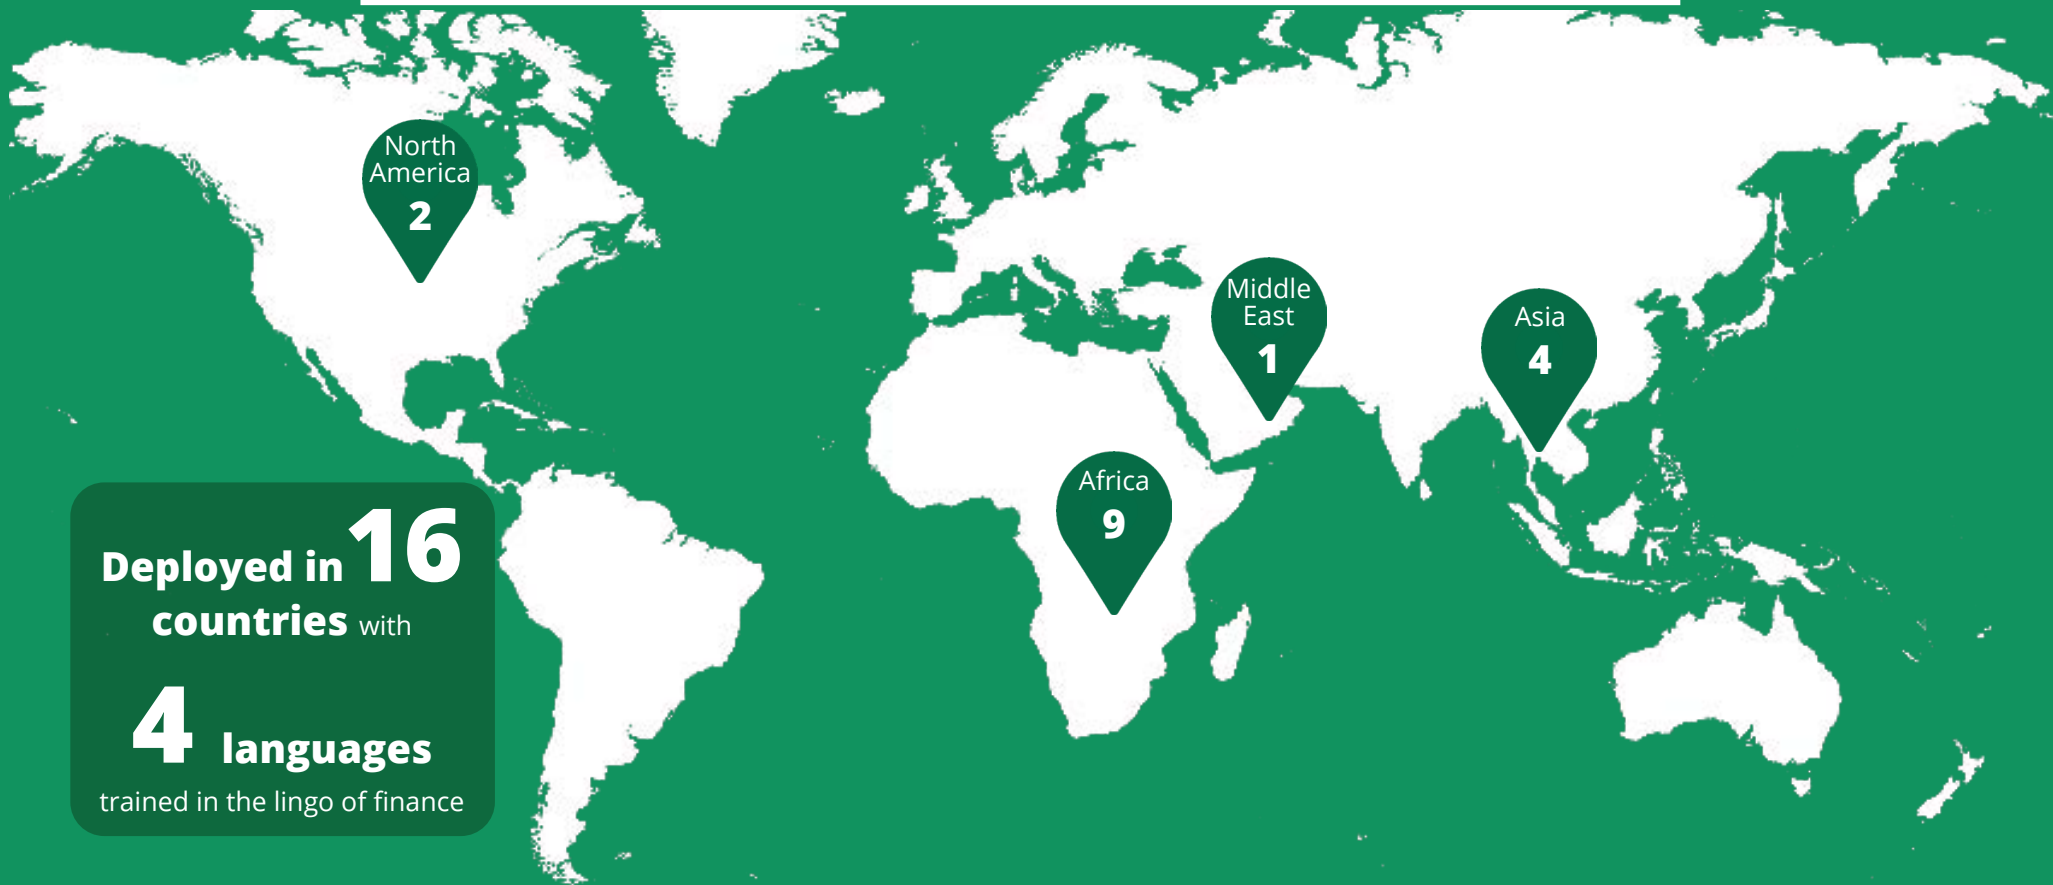 North
America
2
Middle
East
1
Asia
4
Africa
9
Deployed in 16
countries with
4 languages
trained in the lingo of finance